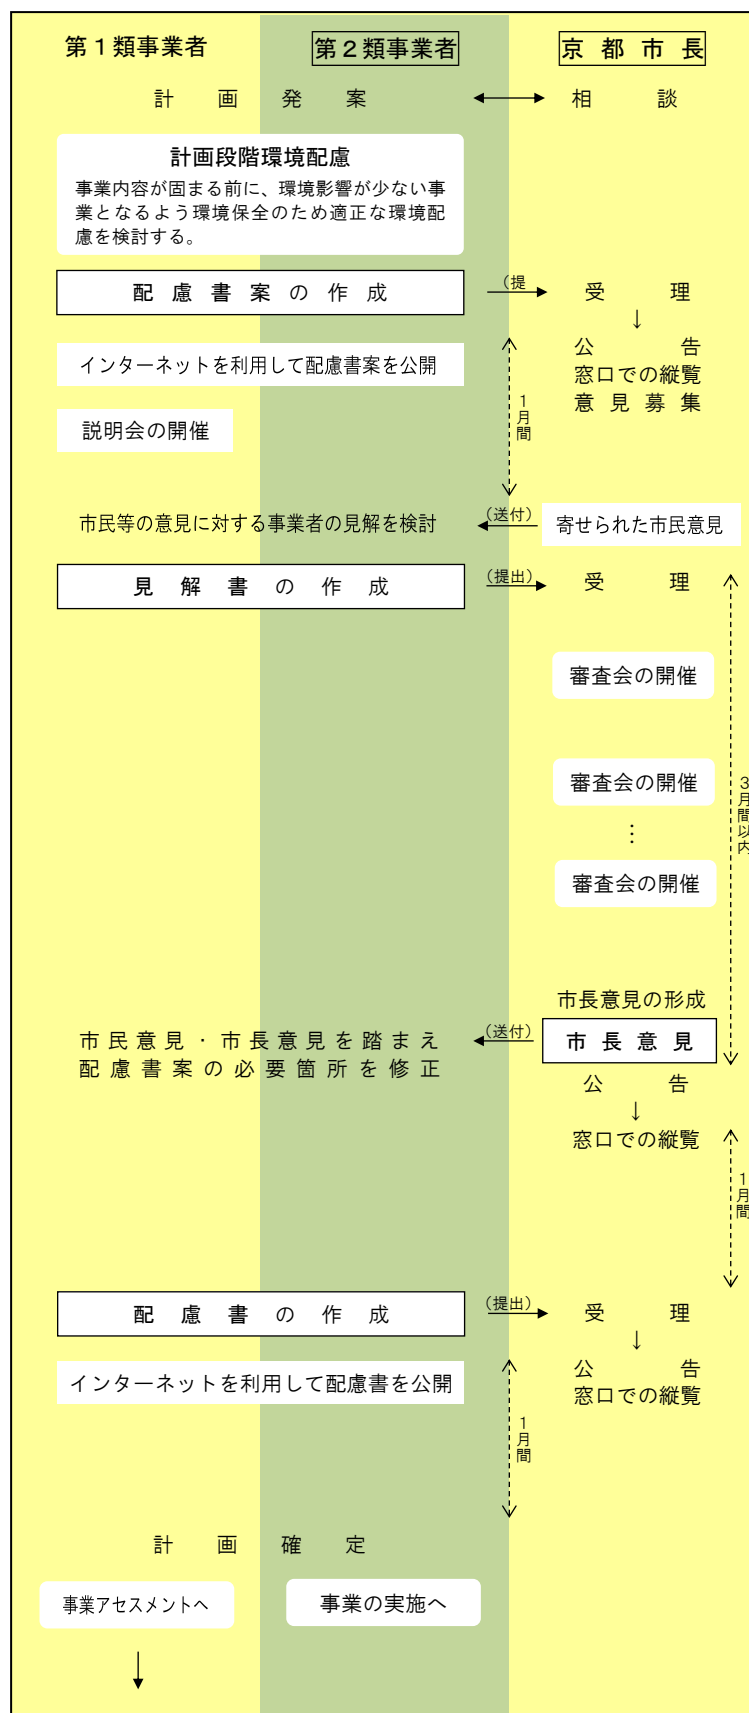 第1類事業者
第2類事業者
京都市長
計画発案
相談
計画段階環境配慮
事業内容が固まる前に、環境影響が少ない事
業となるよう環境保全のため適正な環境配
慮を検討する。
配慮書案の作成
(提
受理
↓
インターネットを利用して配慮書案を公開
1月間
公告
窓口での縦覧
意見募集
説明会の開催
市民等の意見に対する事業者の見解を検討
(送付)
寄せられた市民意見
見解書の作成
(提出)
受理
審査会の開催
審査会の開催
⋮
審査会の開催
3月間以内
市長意見の形成
市民意見・市長意見を踏まえ
配慮書案の必要箇所を修正
(送付)
市長意見
公告
↓
窓口での縦覧
1月間
配慮書の作成
(提出)
受理
↓
インターネットを利用して配慮書を公開
1月間
公告
窓口での縦覧
計画確定
事業アセスメントへ
事業の実施へ